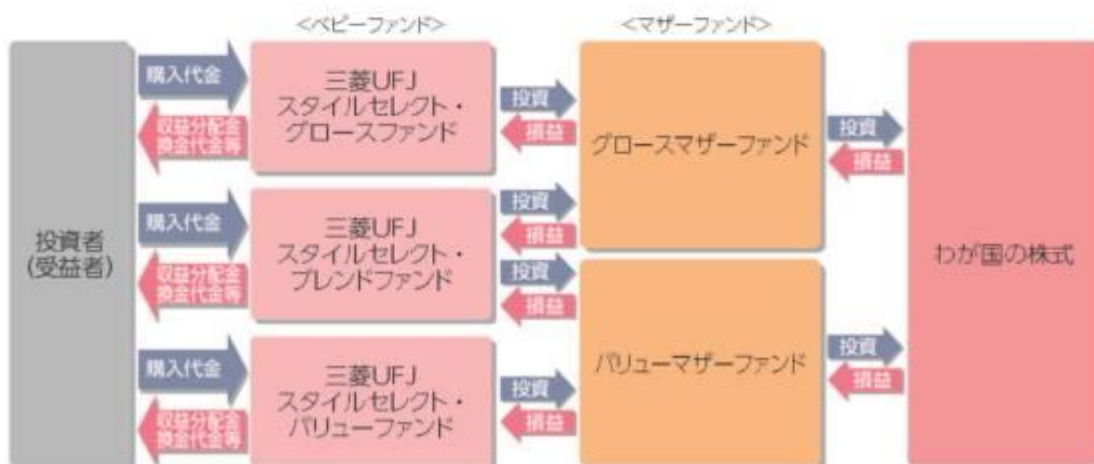 <ベビーファンド>
<マザーファンド>
投資者
(受益者)
購入代金
収益分配金
換金代金等
三菱UFJ
スタイルセレクト・
グロースファンド
投資
損益
購入代金
収益分配金
換金代金等
三菱UFJ
スタイルセレクト・
ブレンドファンド
投資
損益
投資
損益
購入代金
収益分配金
換金代金等
三菱UFJ
スタイルセレクト・
バリューファンド
投資
損益
グロースマザーファンド
投資
損益
バリューマザーファンド
投資
損益
わが国の株式